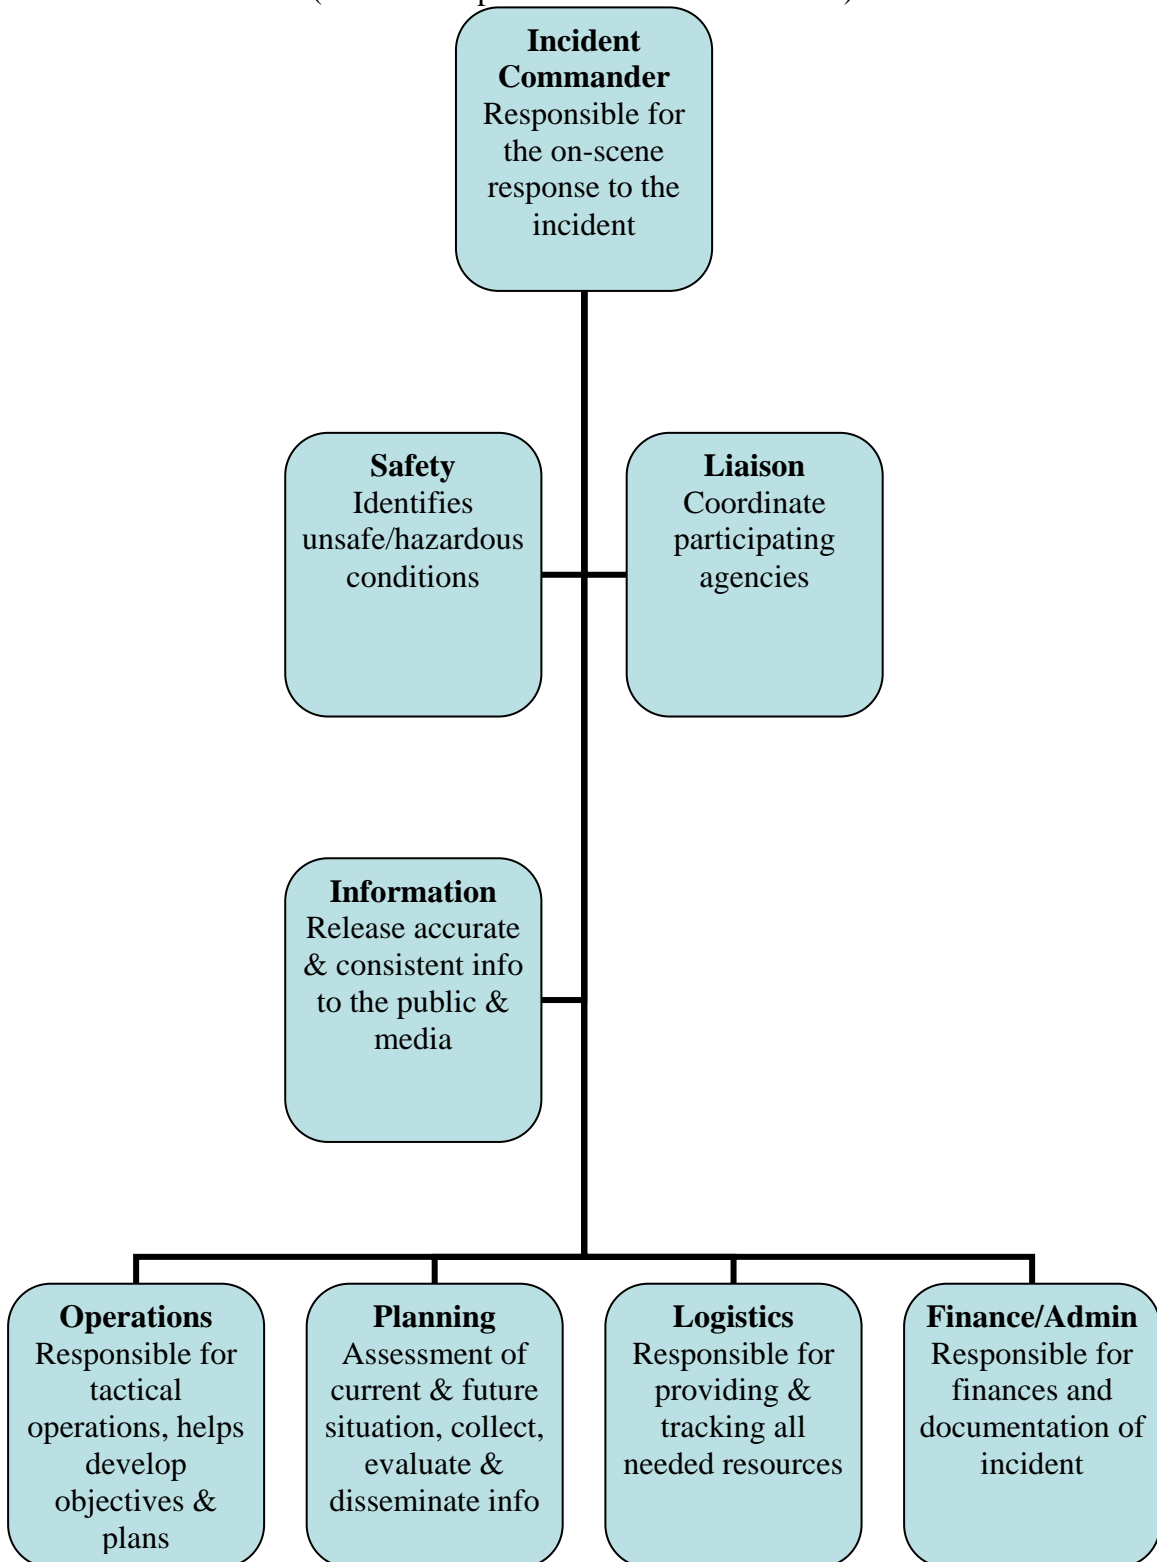 Incident
Commander
Responsible for
the on-scene
response to the
incident
Safety
Identifies
unsafe/hazardous
conditions
Liaison
Coordinate
participating
agencies
Information
Release accurate
& consistent info
to the public &
media
Operations
Responsible for
tactical
operations, helps
develop
objectives &
plans
Planning
Assessment of
current & future
situation, collect,
evaluate &
disseminate info
Logistics
Responsible for
providing &
tracking all
needed resources
Finance/Admin
Responsible for
finances and
documentation of
incident